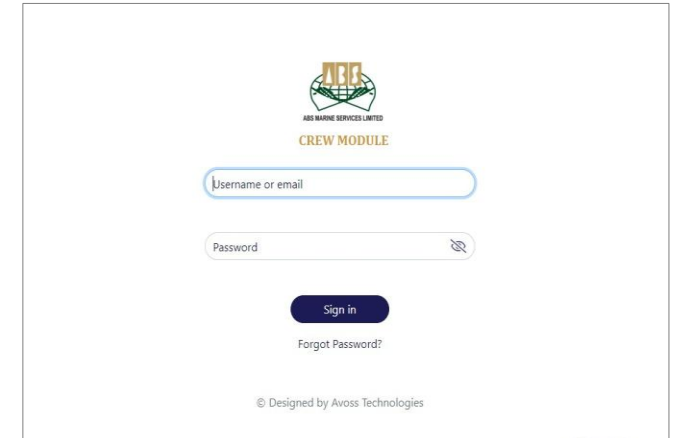 ABS
ABS MARINE SERVICES LIMITED
CREW MODULE
Username or email
Password
Sign in
Forgot Password?
© Designed by Avoss Technologies